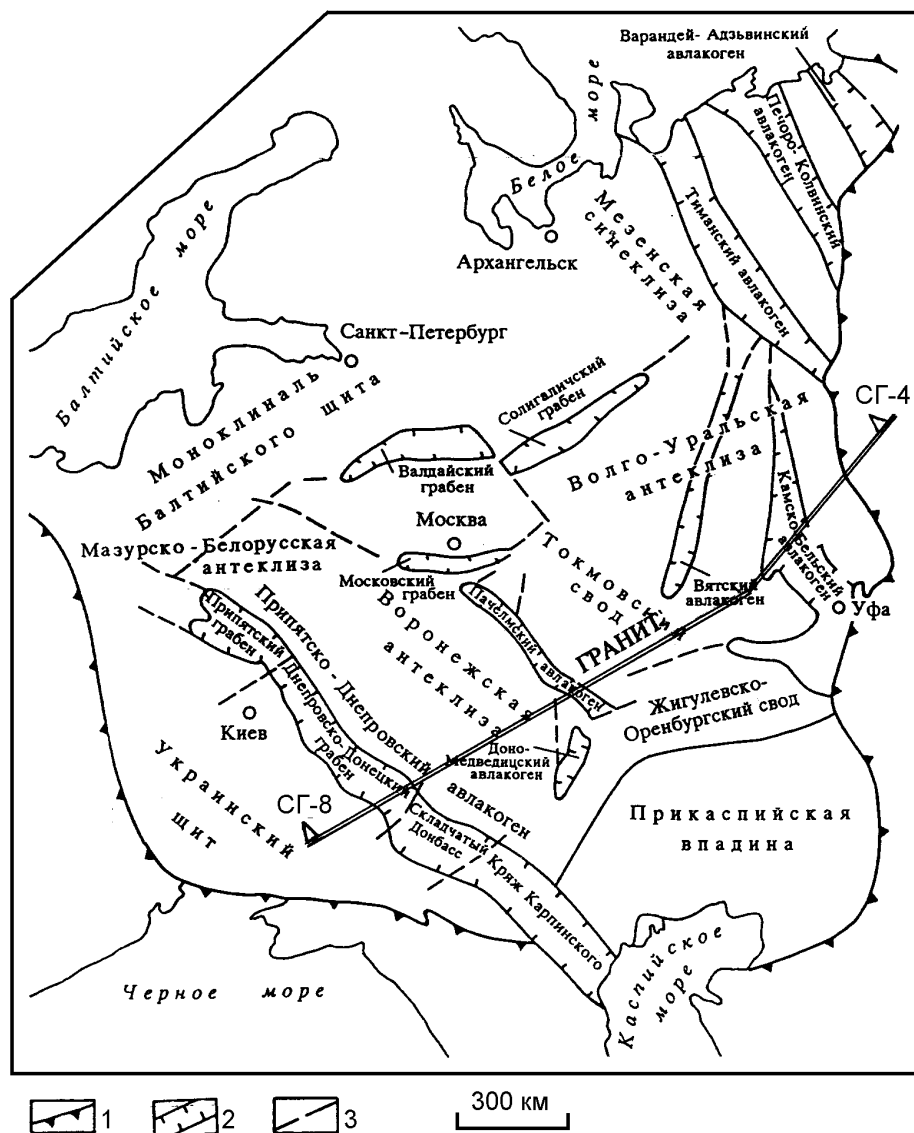 Варандей- Адзьвинский
авлакоген
Печоро- Колвинский
авлакоген
Белое море
Тиманский авлакоген
Мезенская
синеклиза
Архангельск
Балтийское море
Санкт-Петербург
Моноклиналь
Балтийского щита
Солигаличский
грабен
СГ-4
Волго-Уральская
антеклиза
Валдайский
грабен
Камско-Бельский
авлакоген
Москва
Мазурско-Белорусская
антеклиза
Московский
грабен
Токмовский
свод
Вятский
авлакоген
Уфа
Пачелмский авлакоген
ГРАНИТ
Припятский
грабен
Припятско-Днепровский авлакоген
Воронежская
антеклиза
Днепровско-Донецкий
грабен
Киев
Жигулевско-
Оренбургский свод
Доно-
Медведицский
авлакоген
Украинский
щит
СГ-8
Складчатый
Донбасс
Кряж Карпинского
Прикаспийская
впадина
Каспийское
море
Черное море
1 2 3 300 км